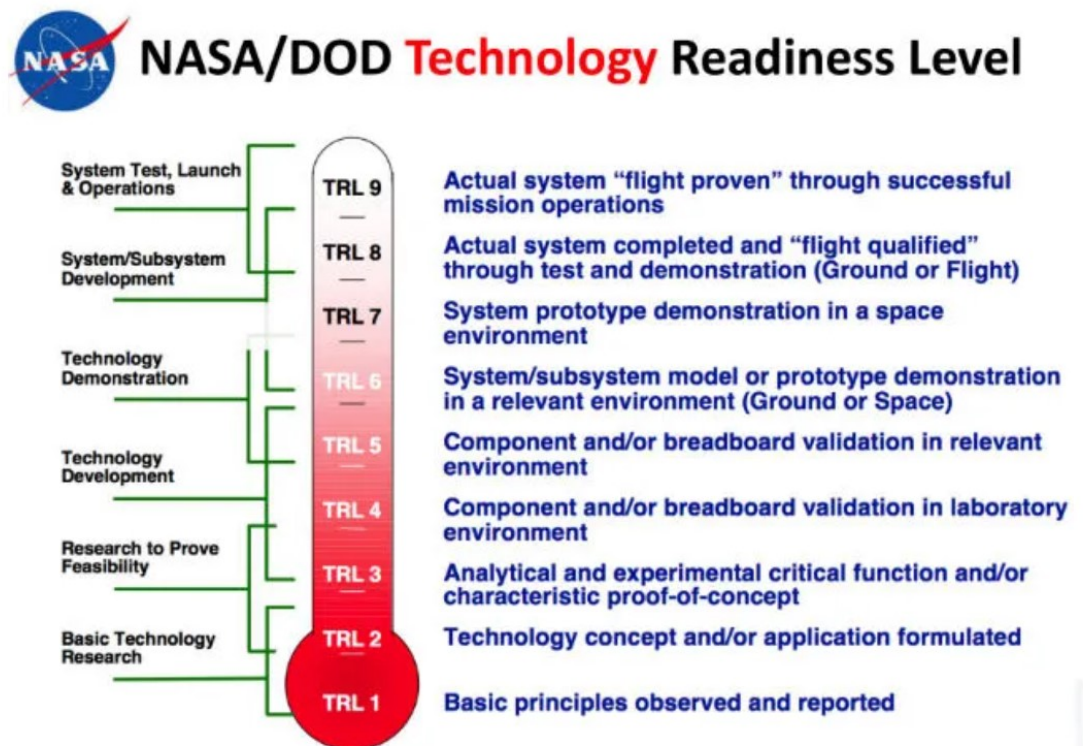 NASA
NASA/DOD Technology Readiness Level
System Test, Launch
& Operations
System/Subsystem
Development
Technology
Demonstration
Technology
Development
Research to Prove
Feasibility
Basic Technology
Research
TRL 9
TRL 8
TRL 7
TRL 6
TRL 5
TRL 4
TRL 3
TRL 2
TRL 1
Actual system “flight proven” through successful
mission operations
Actual system completed and “flight qualified”
through test and demonstration (Ground or Flight)
System prototype demonstration in a space
environment
System/subsystem model or prototype demonstration
in a relevant environment (Ground or Space)
Component and/or breadboard validation in relevant
environment
Component and/or breadboard validation in laboratory
environment
Analytical and experimental critical function and/or
characteristic proof-of-concept
Technology concept and/or application formulated
Basic principles observed and reported